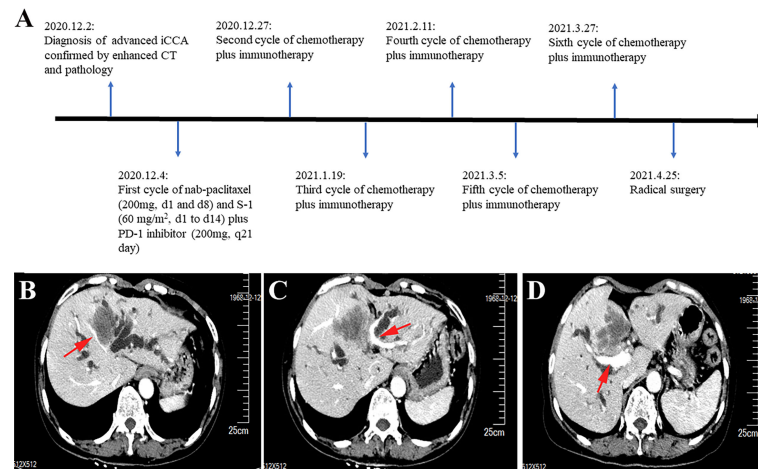 A
2020.12.2:
Diagnosis of advanced iCCA
confirmed by enhanced CT
and pathology
2020.12.27:
Second cycle of chemotherapy
plus immunotherapy
2021.2.11:
Fourth cycle of chemotherapy
plus immunotherapy
2021.3.27:
Sixth cycle of chemotherapy
plus immunotherapy
2020.12.4:
First cycle of nab-paclitaxel
(200mg, d1 and d8) and S-1
(60 mg/m², d1 to d14) plus
PD-1 inhibitor (200mg, q21
day)
2021.1.19:
Third cycle of chemotherapy
plus immunotherapy
2021.3.5:
Fifth cycle of chemotherapy
plus immunotherapy
2021.4.25:
Radical surgery
B
25cm
512X512
C
25cm
512X512
D
25cm
512X512